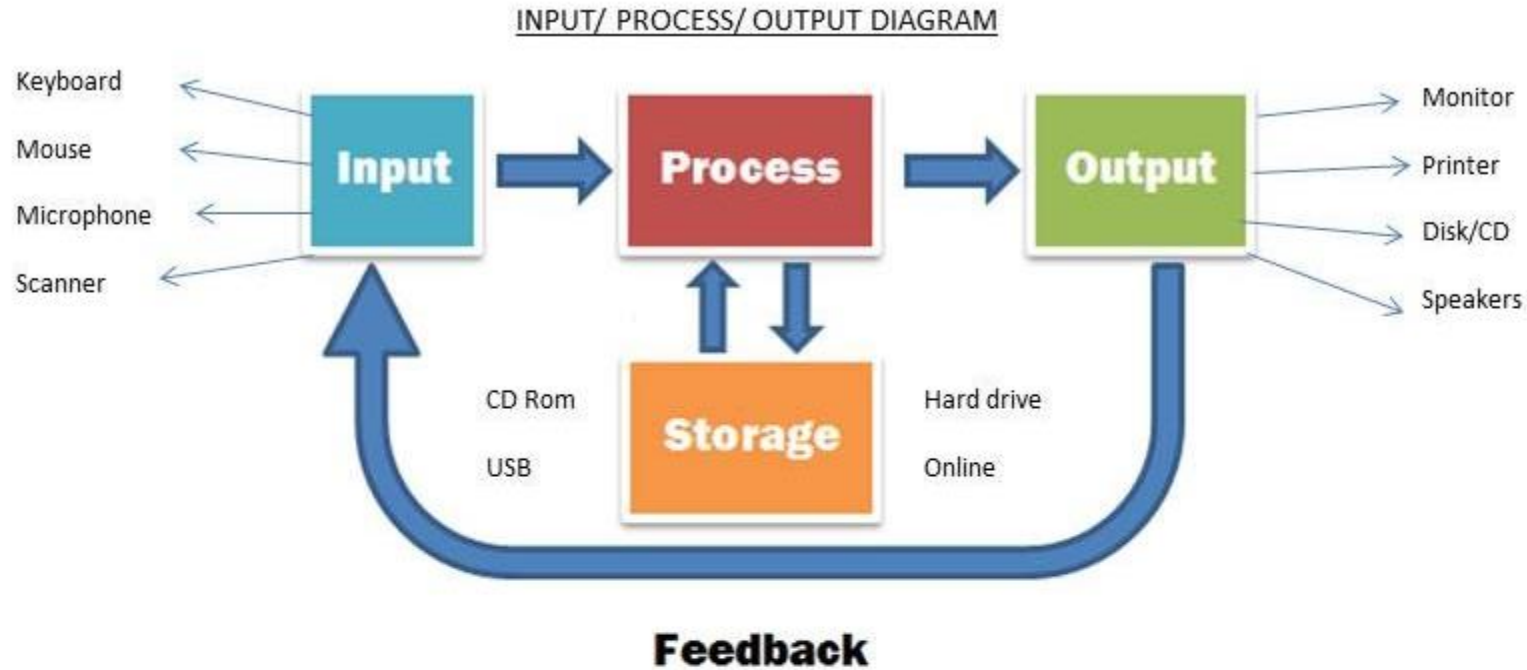 INPUT/ PROCESS/ OUTPUT DIAGRAM
Keyboard
Mouse
Microphone
Scanner
Input
Process
Output
Monitor
Printer
Disk/CD
Speakers
CD Rom
USB
Storage
Hard drive
Online
Feedback